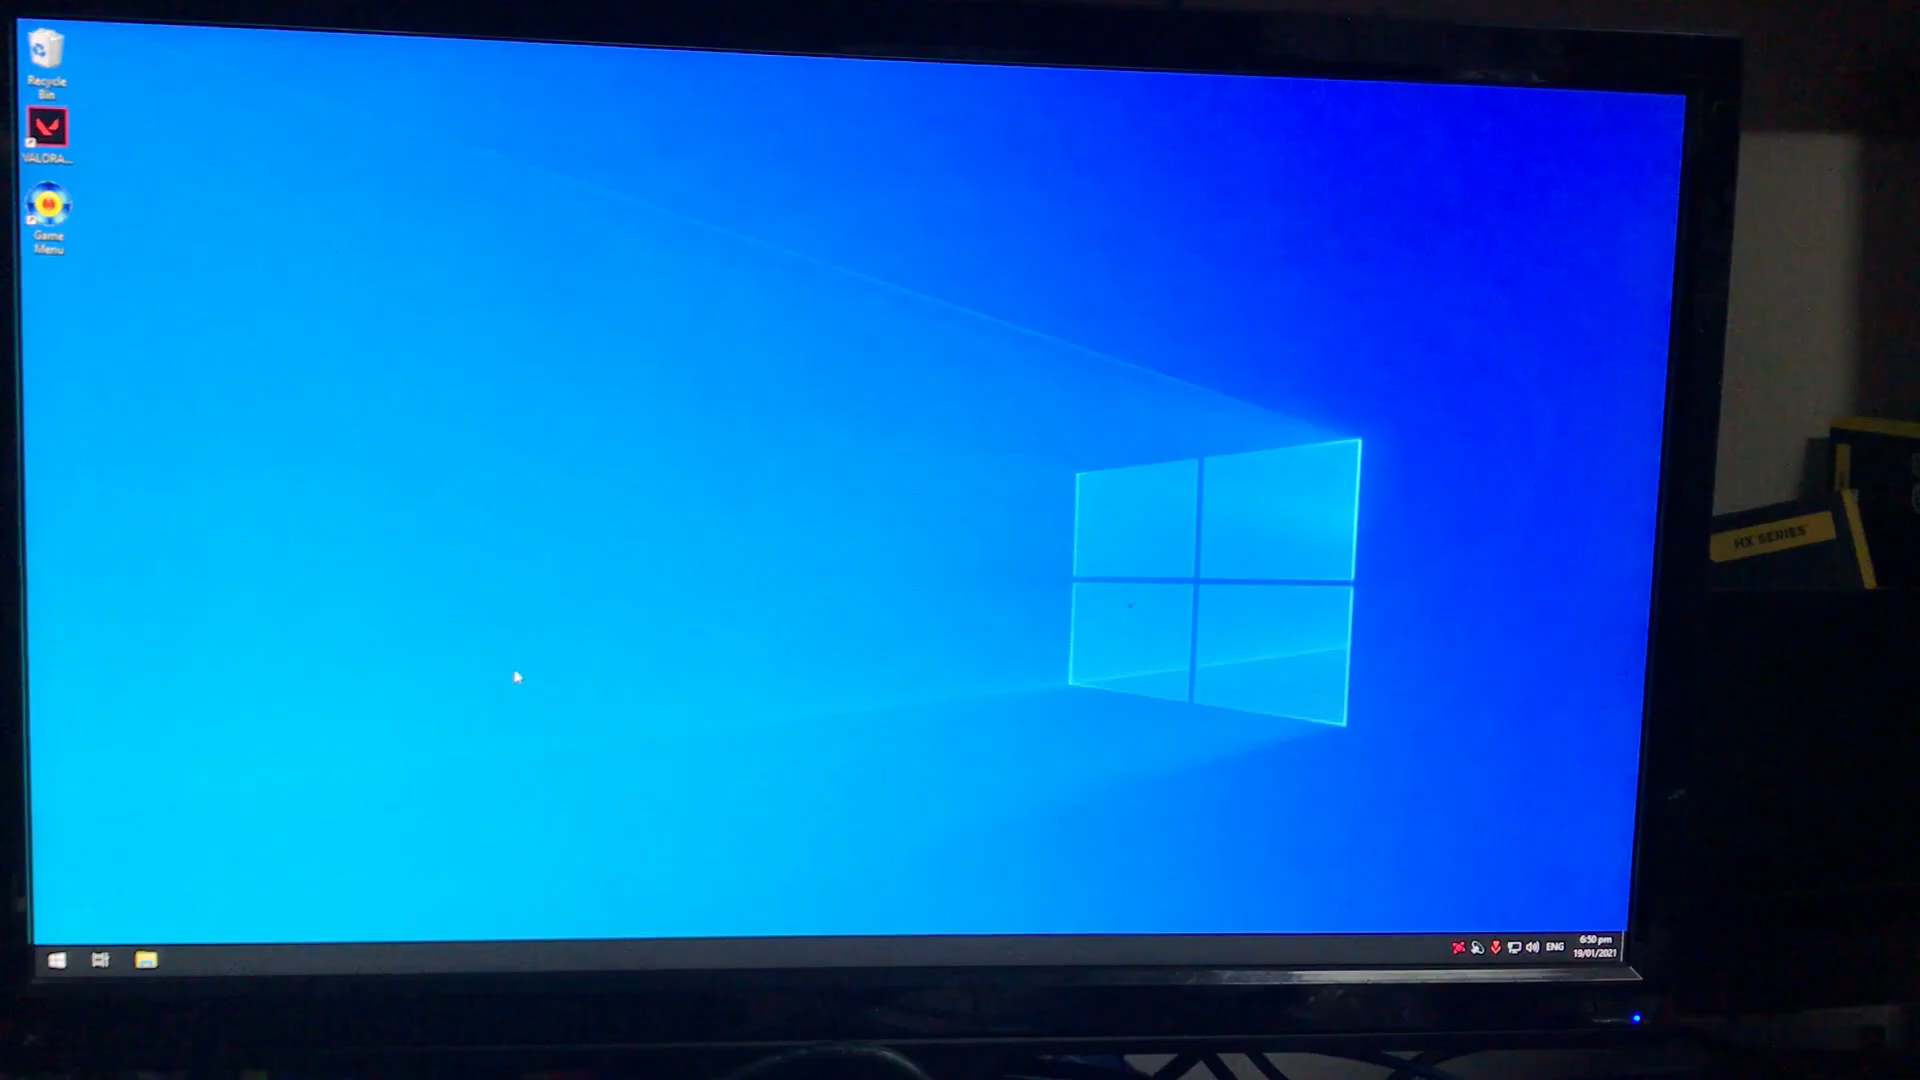 Recycle
Bin
VALORA...
Game
Menu
HX SERIES
ENG
6:50 pm
19/01/2021